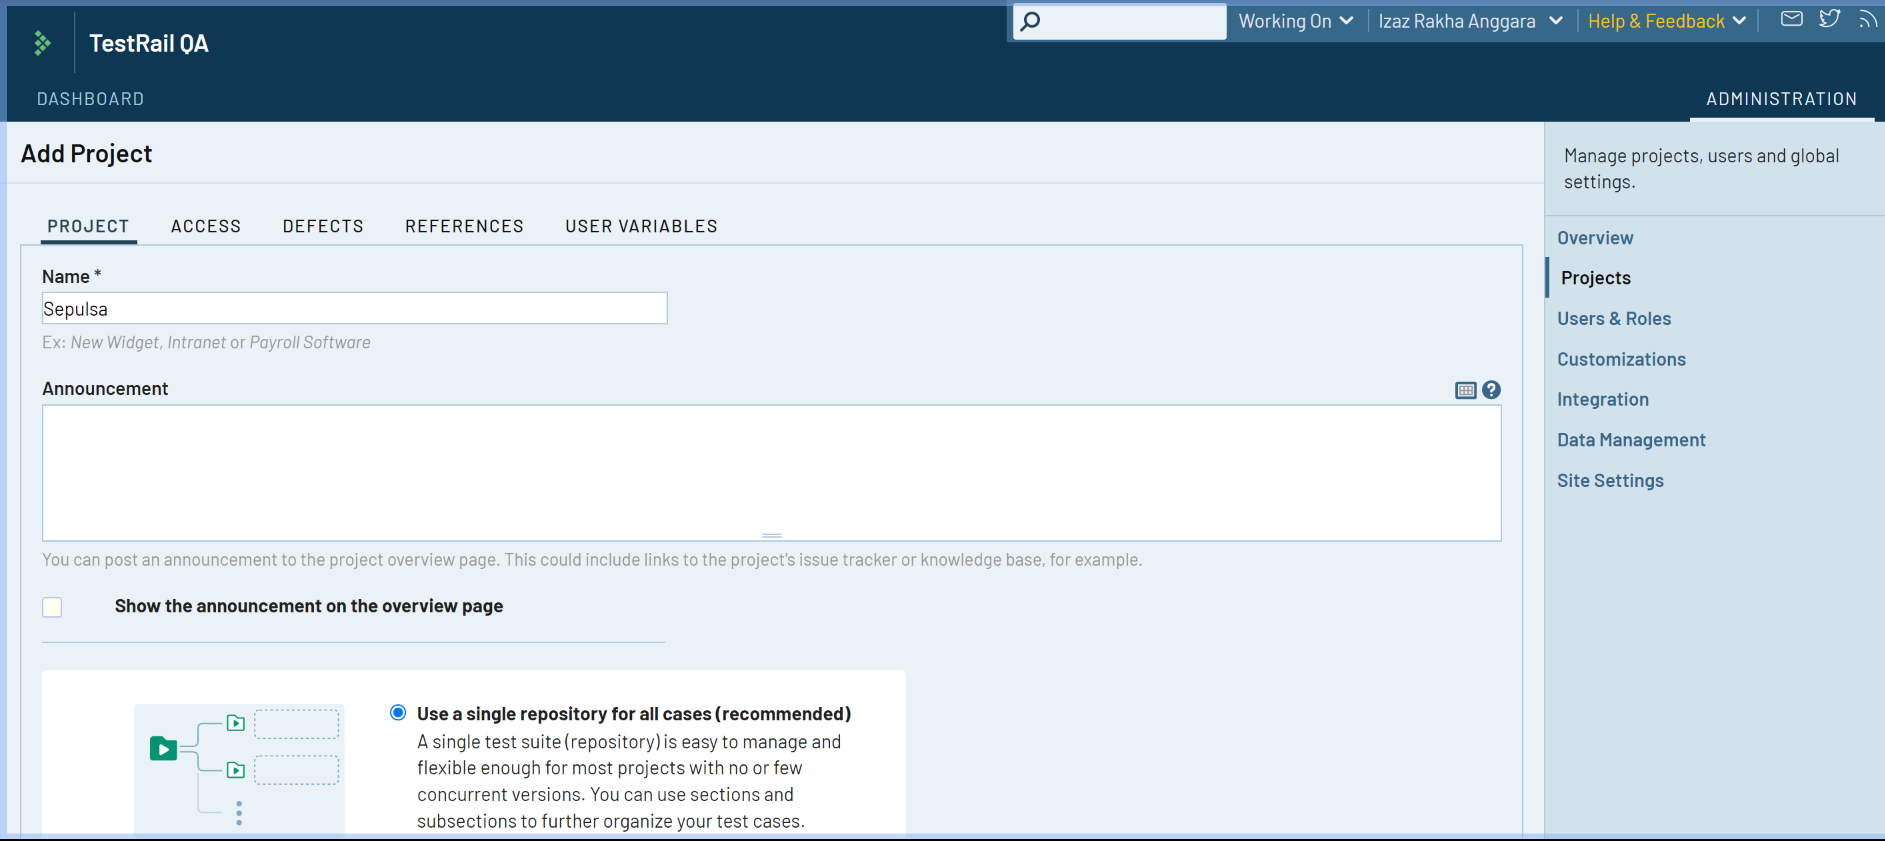 TestRail QA
Working On
Izaz Rakha Anggara
Help & Feedback
DASHBOARD
ADMINISTRATION
Add Project
PROJECT ACCESS DEFECTS REFERENCES USER VARIABLES
Name *
Sepulsa
Ex: New Widget, Intranet or Payroll Software
Announcement
You can post an announcement to the project overview page. This could include links to the project's issue tracker or knowledge base, for example.
Show the announcement on the overview page
Use a single repository for all cases (recommended)
A single test suite (repository) is easy to manage and
flexible enough for most projects with no or few
concurrent versions. You can use sections and
subsections to further organize your test cases.
Manage projects, users and global
settings.
Overview
Projects
Users & Roles
Customizations
Integration
Data Management
Site Settings